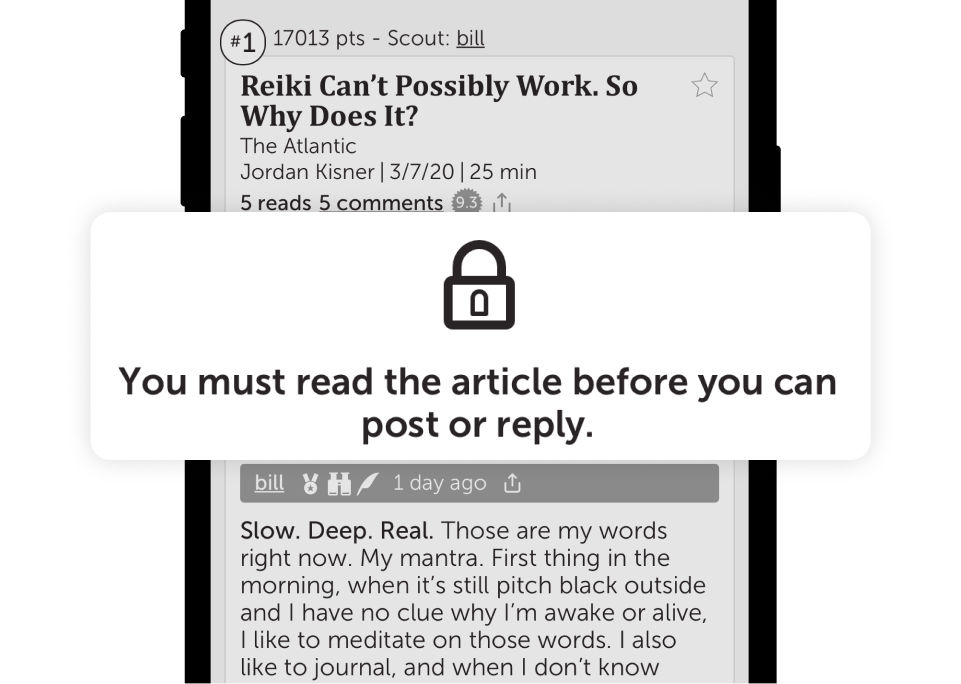 #1 17013 pts - Scout: bill
Reiki Can’t Possibly Work. So
Why Does It?
The Atlantic
Jordan Kisner | 3/7/20 | 25 min
5 reads 5 comments 9.3
You must read the article before you can
post or reply.
bill 1 day ago
Slow. Deep. Real. Those are my words
right now. My mantra. First thing in the
morning, when it’s still pitch black outside
and I have no clue why I’m awake or alive,
I like to meditate on those words. I also
like to journal, and when I don’t know